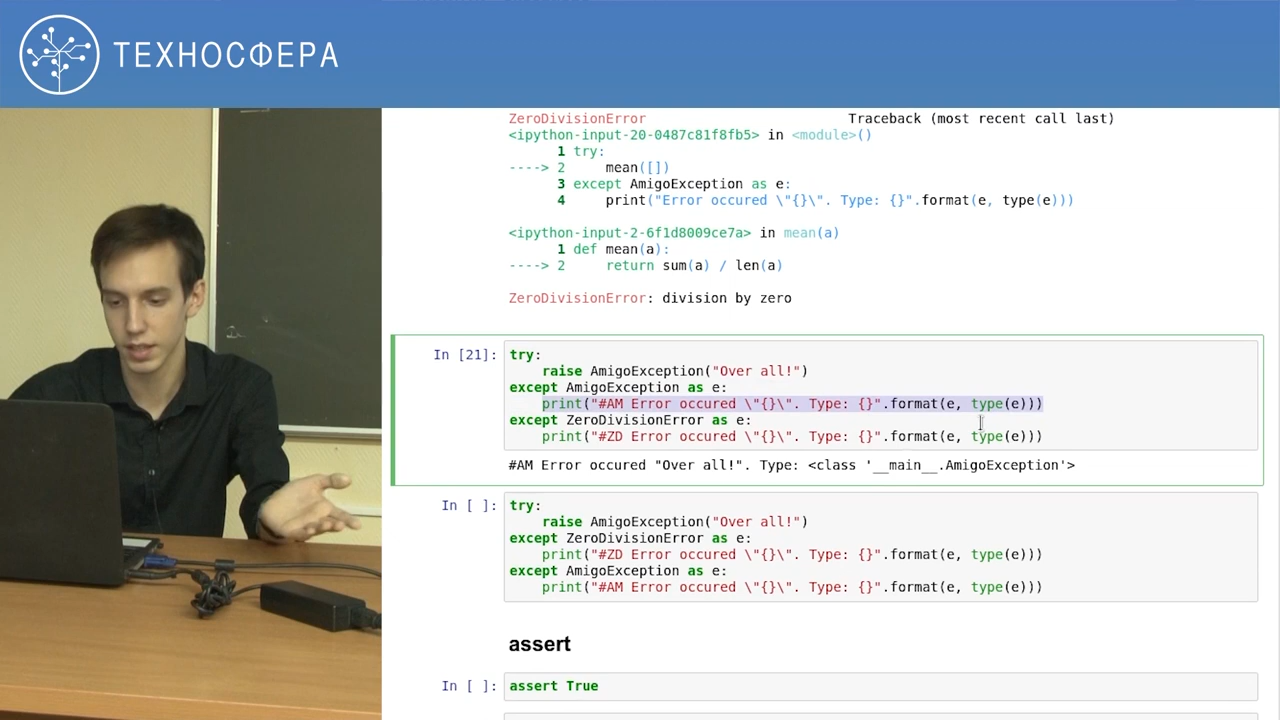 ТЕХНОСФЕРА
ZeroDivisionError Traceback (most recent call last)
<ipython-input-20-0487c81f8fb5> in <module>()
1 try:
----> 2 mean([])
3 except AmigoException as e:
4 print("Error occured \"{}\". Type: {}".format(e, type(e)))
<ipython-input-2-6f1d8009ce7a> in mean(a)
1 def mean(a):
----> 2 return sum(a) / len(a)
ZeroDivisionError: division by zero
In [21]: try:
raise AmigoException("Over all!")
except AmigoException as e:
print("#AM Error occured \"{}\". Type: {}".format(e, type(e)))
except ZeroDivisionError as e:
print("#ZD Error occured \"{}\". Type: {}".format(e, type(e)))
#AM Error occured "Over all!". Type: <class '__main__.AmigoException'>
In [ ]: try:
raise AmigoException("Over all!")
except ZeroDivisionError as e:
print("#ZD Error occured \"{}\". Type: {}".format(e, type(e)))
except AmigoException as e:
print("#AM Error occured \"{}\". Type: {}".format(e, type(e)))
assert
In [ ]: assert True